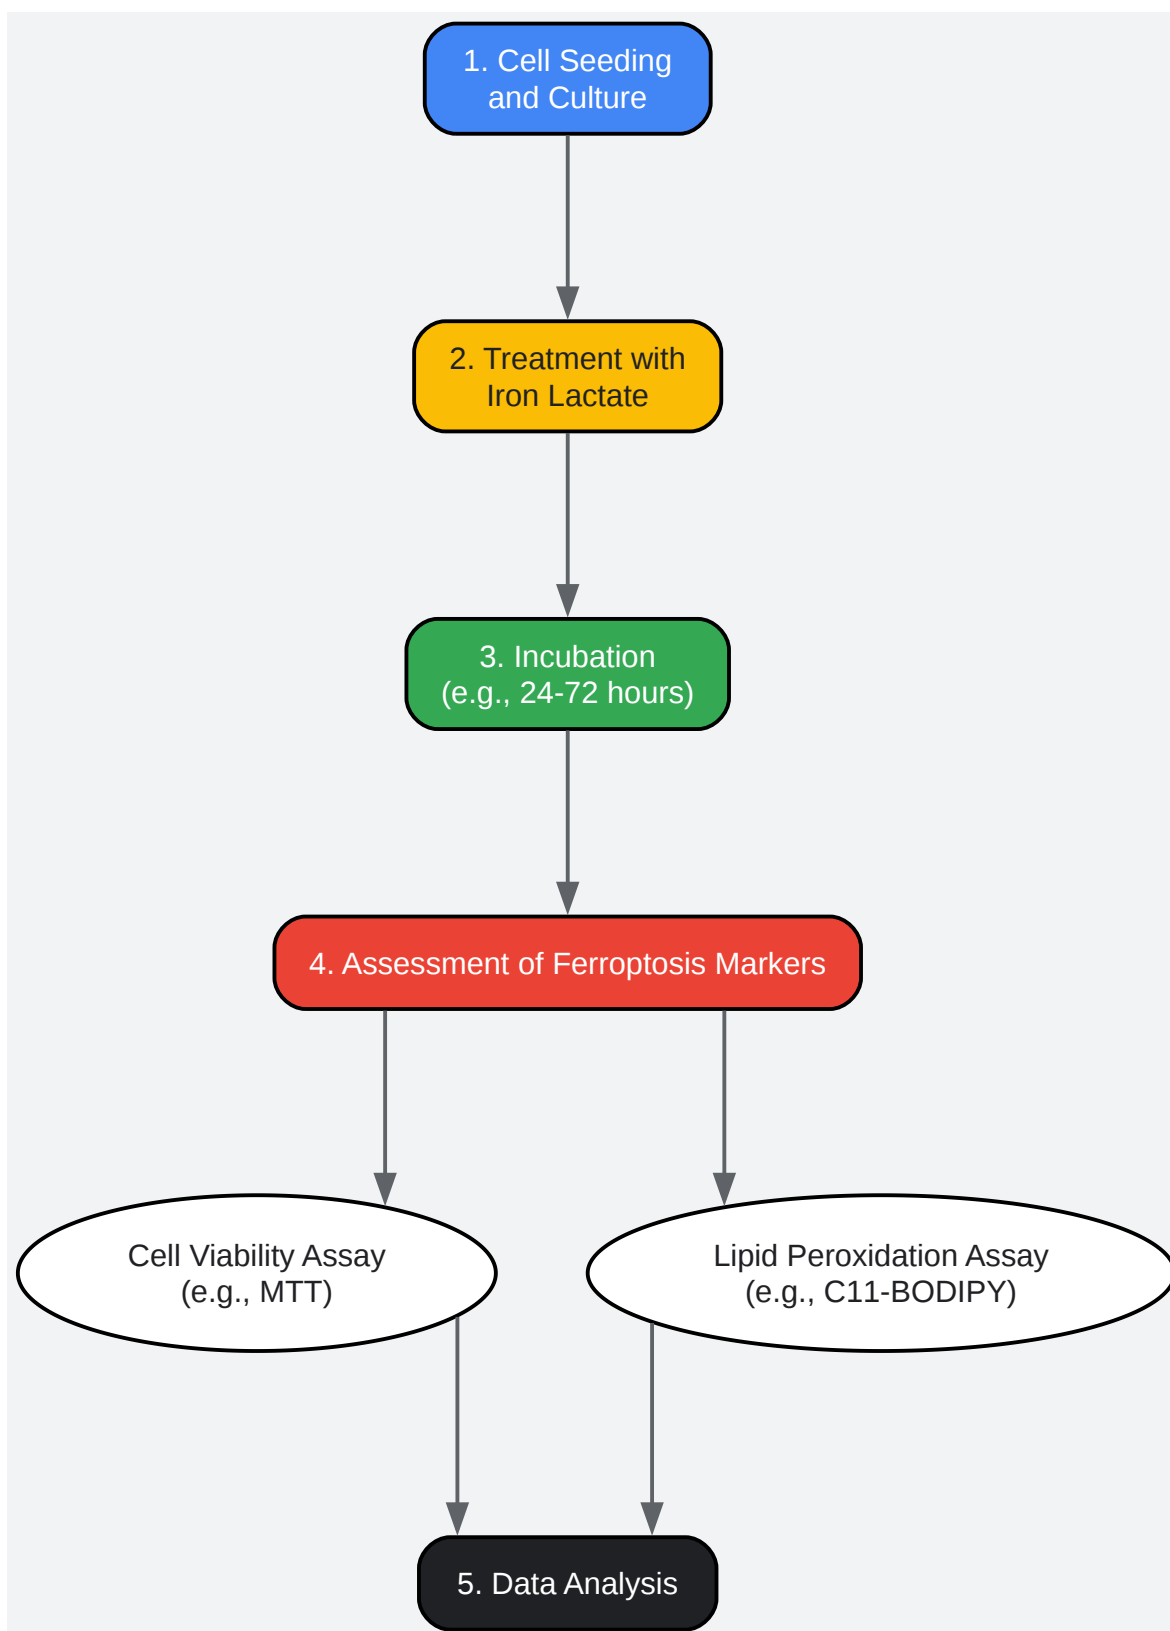 1. Cell Seeding
and Culture
2. Treatment with
Iron Lactate
3. Incubation
(e.g., 24-72 hours)
4. Assessment of Ferroptosis Markers
Cell Viability Assay
(e.g., MTT)
Lipid Peroxidation Assay
(e.g., C11-BODIPY)
5. Data Analysis